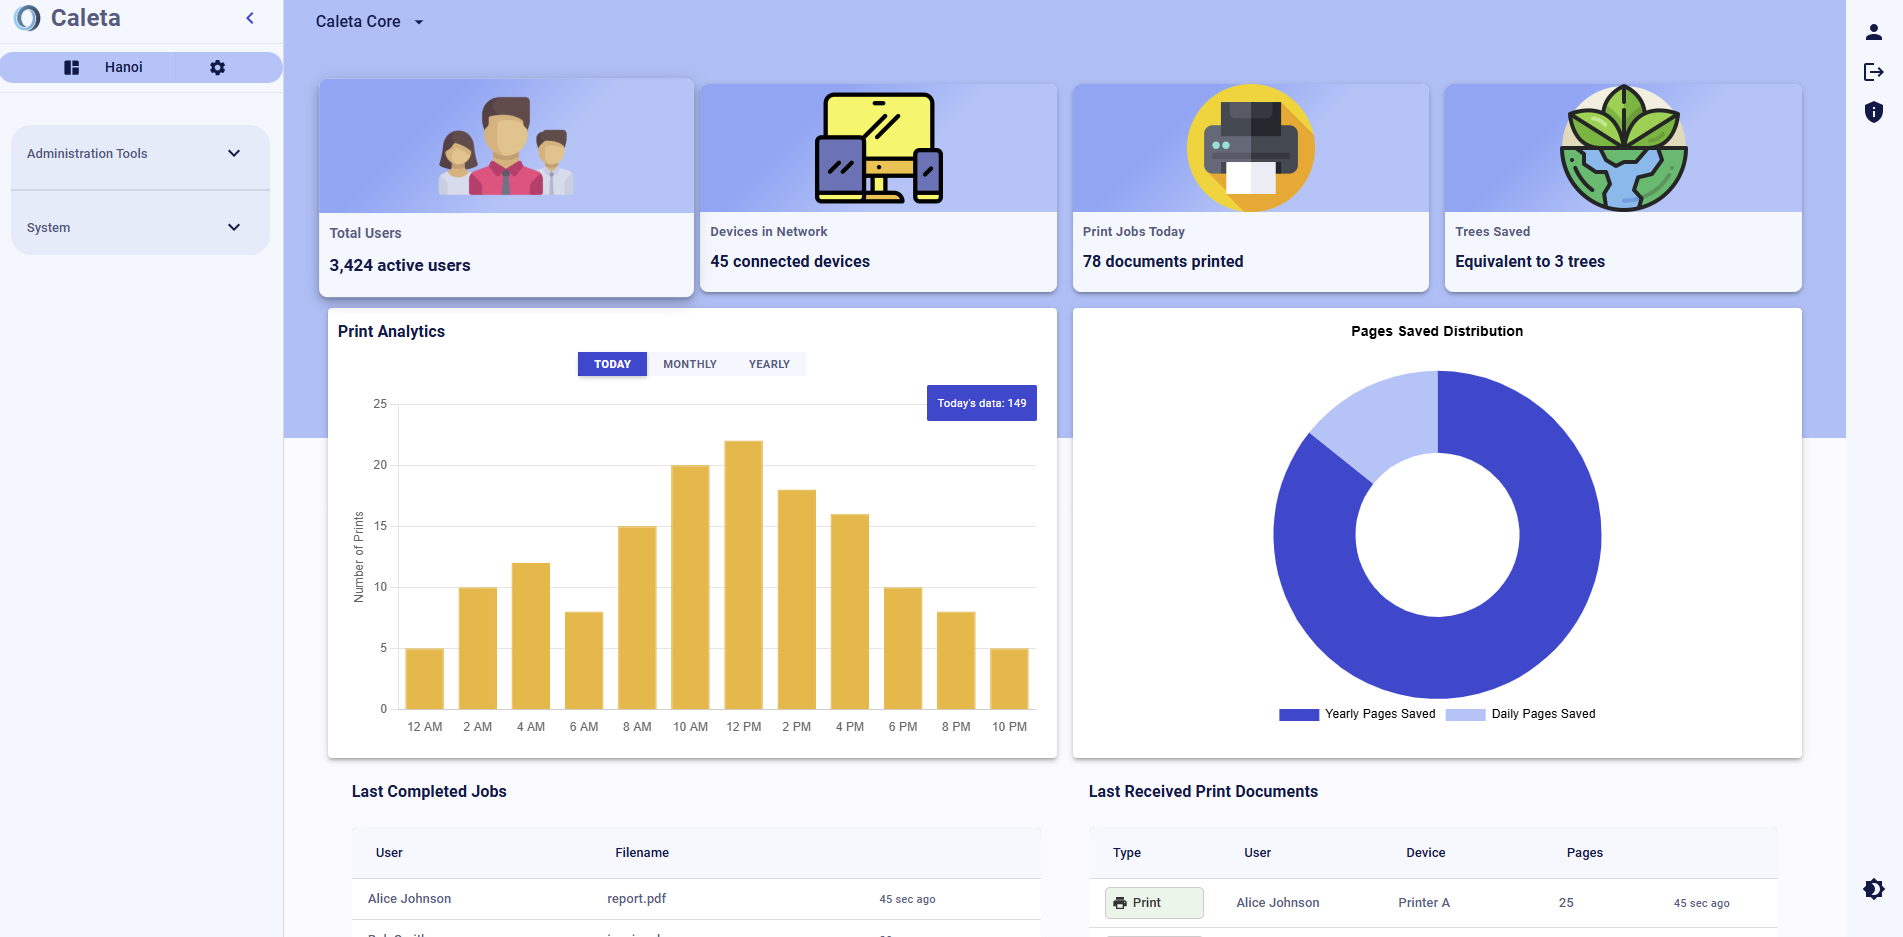 Caleta
Hanoi
Administration Tools
System
Caleta Core
Total Users
3,424 active users
Devices in Network
45 connected devices
Print Jobs Today
78 documents printed
Trees Saved
Equivalent to 3 trees
Print Analytics
TODAY MONTHLY YEARLY
Today's data: 149
25
20
15
10
5
0
Number of Prints
12 AM 2 AM 4 AM 6 AM 8 AM 10 AM 12 PM 2 PM 4 PM 6 PM 8 PM 10 PM
Pages Saved Distribution
Yearly Pages Saved Daily Pages Saved
Last Completed Jobs
User Filename
Alice Johnson report.pdf 45 sec ago
Last Received Print Documents
Type User Device Pages
Print Alice Johnson Printer A 25 45 sec ago